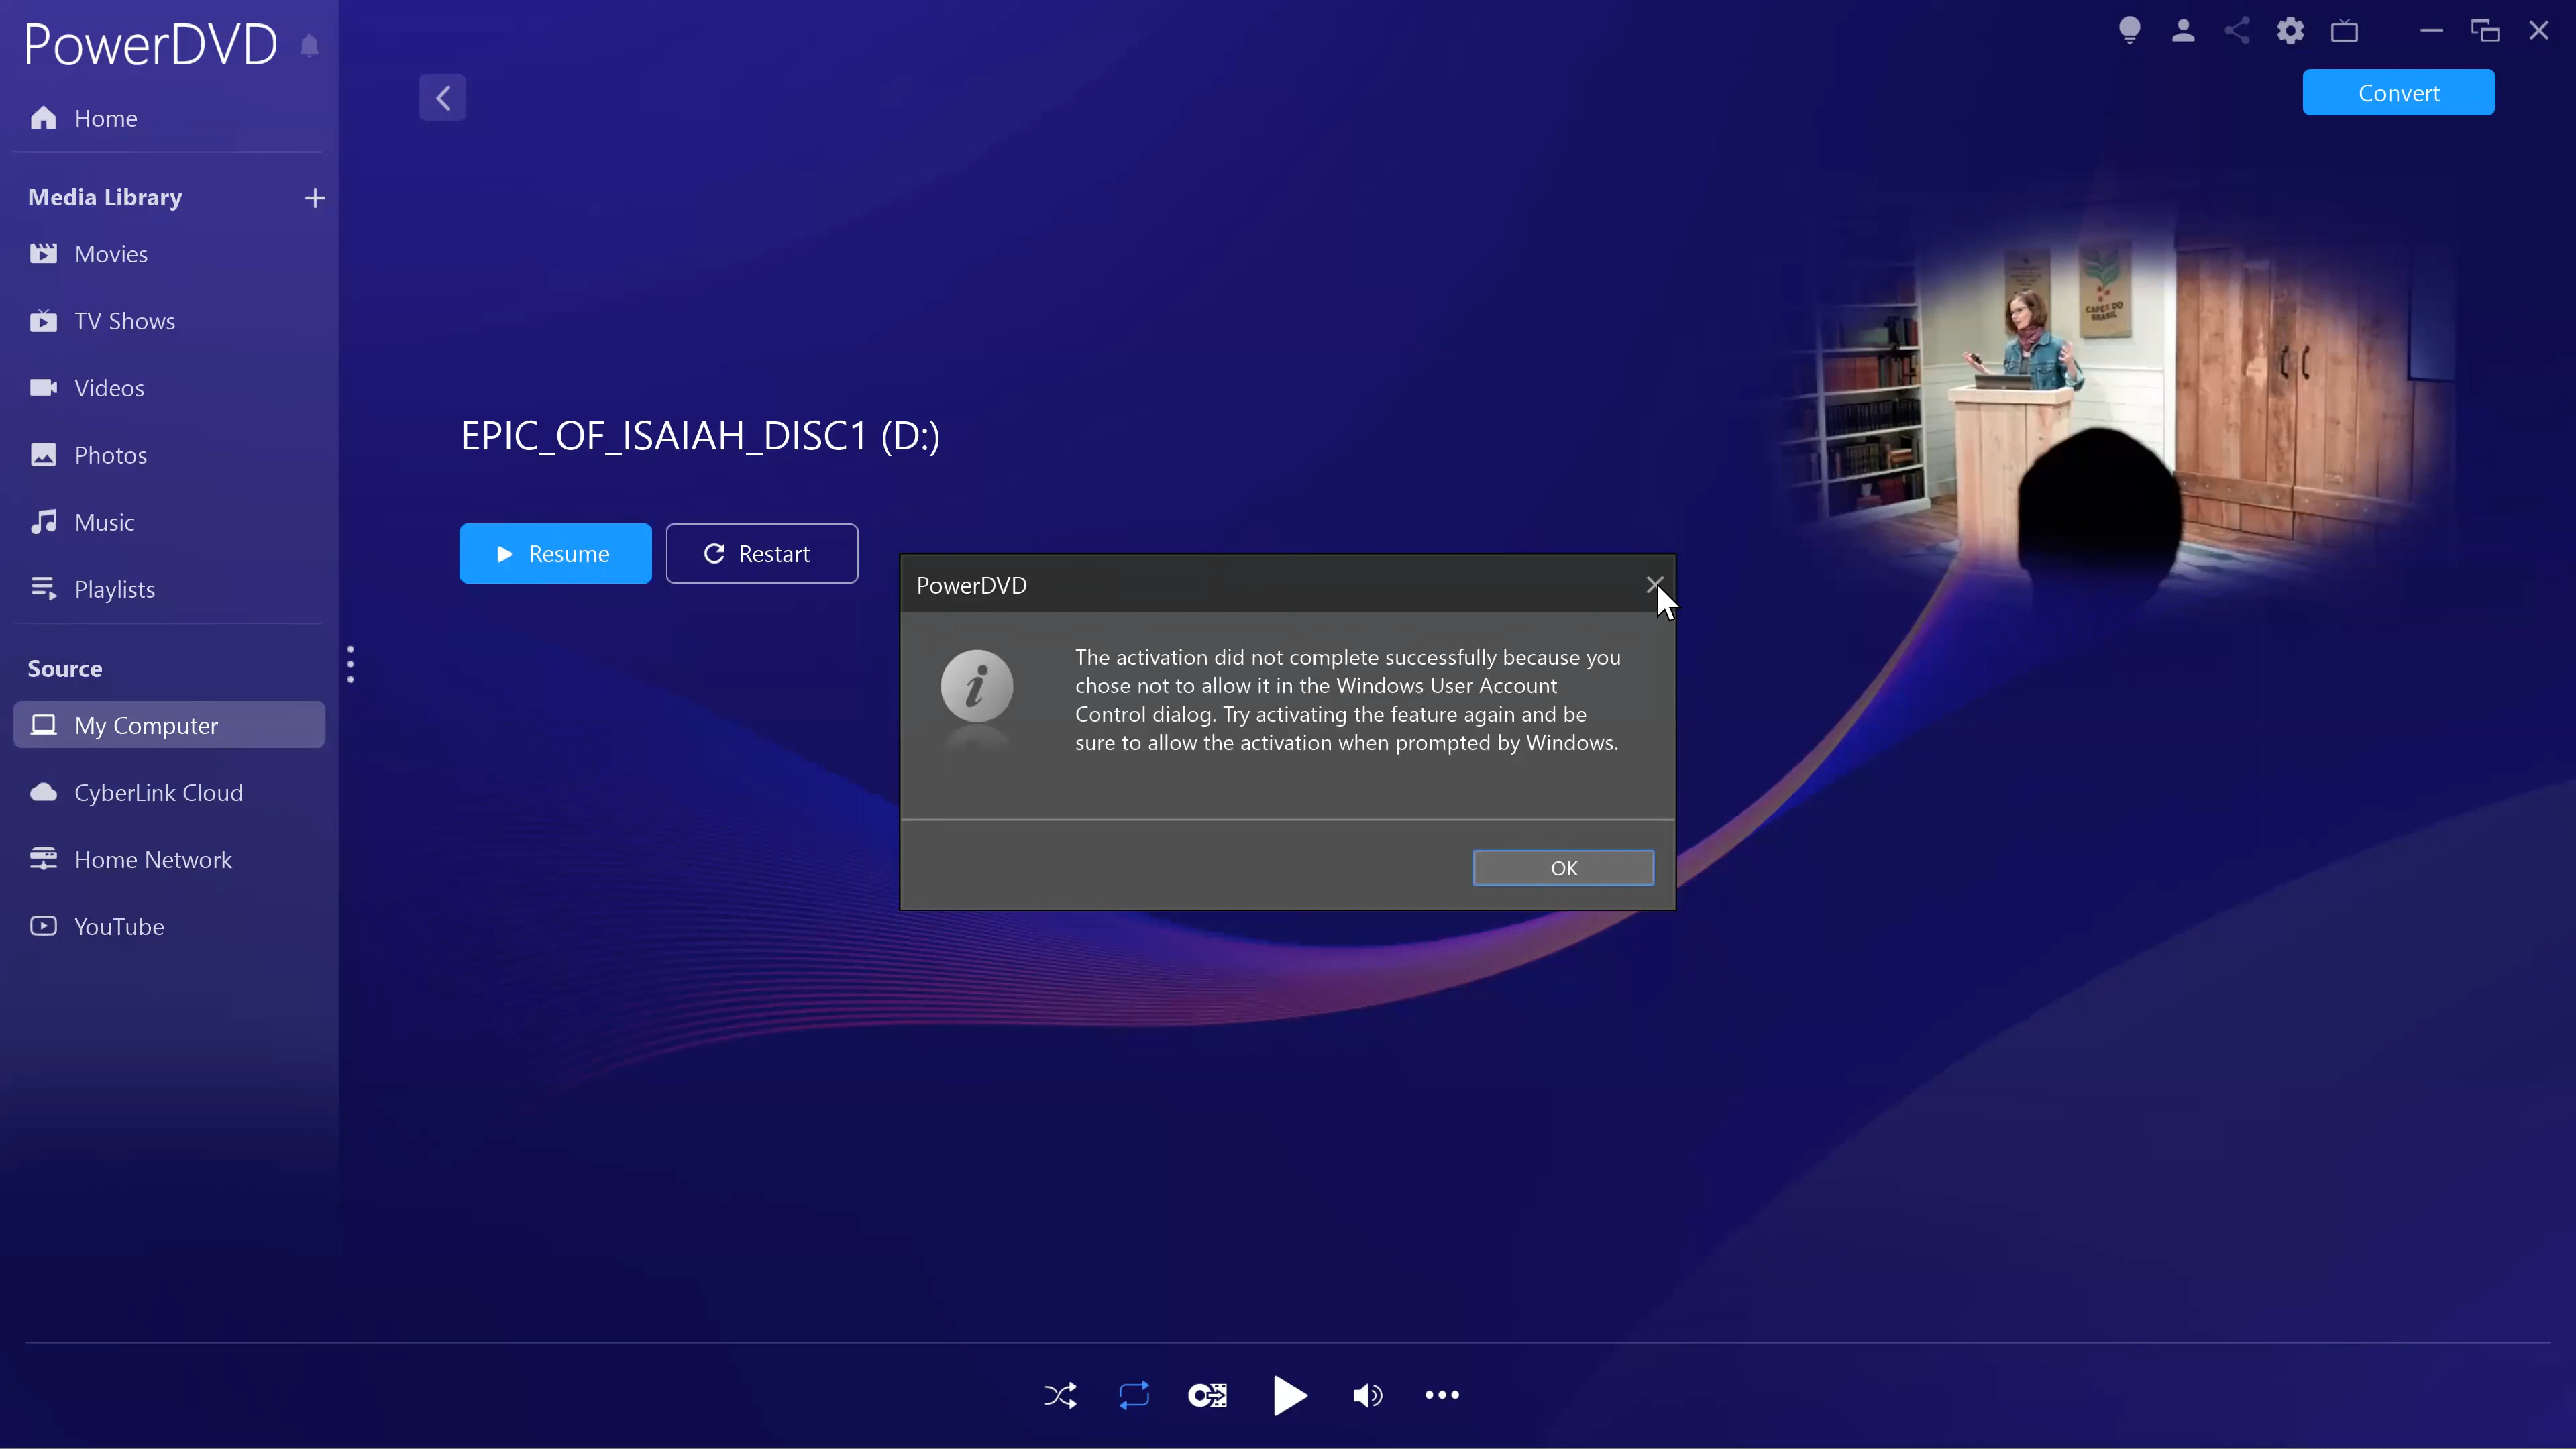 PowerDVD
Home
Media Library
Movies
TV Shows
Videos
Photos
Music
Playlists
Source
My Computer
CyberLink Cloud
Home Network
YouTube
Convert
CAFES DO
BRASIL
EPIC_OF_ISAIAH_DISC1 (D:)
Resume
Restart
PowerDVD
The activation did not complete successfully because you
chose not to allow it in the Windows User Account
Control dialog. Try activating the feature again and be
sure to allow the activation when prompted by Windows.
OK